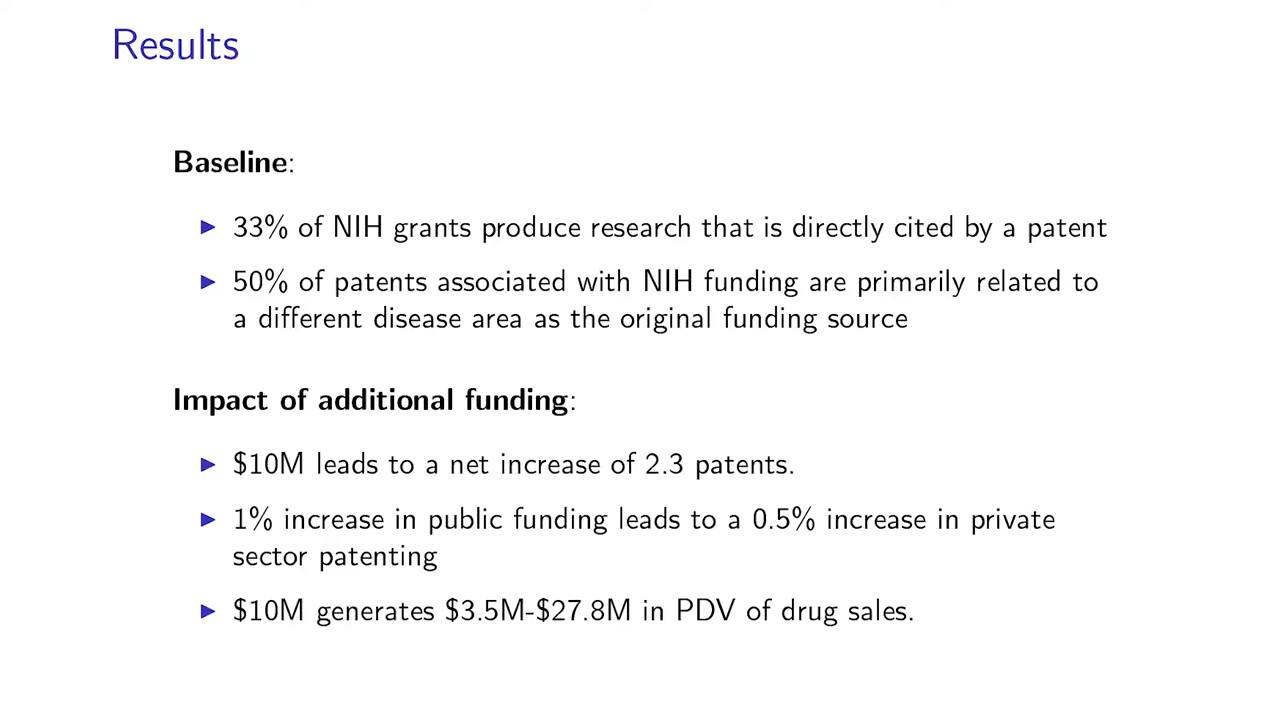 Results
Baseline:
33% of NIH grants produce research that is directly cited by a patent
50% of patents associated with NIH funding are primarily related to
a different disease area as the original funding source
Impact of additional funding:
$10M leads to a net increase of 2.3 patents.
1% increase in public funding leads to a 0.5% increase in private
sector patenting
$10M generates $3.5M-$27.8M in PDV of drug sales.